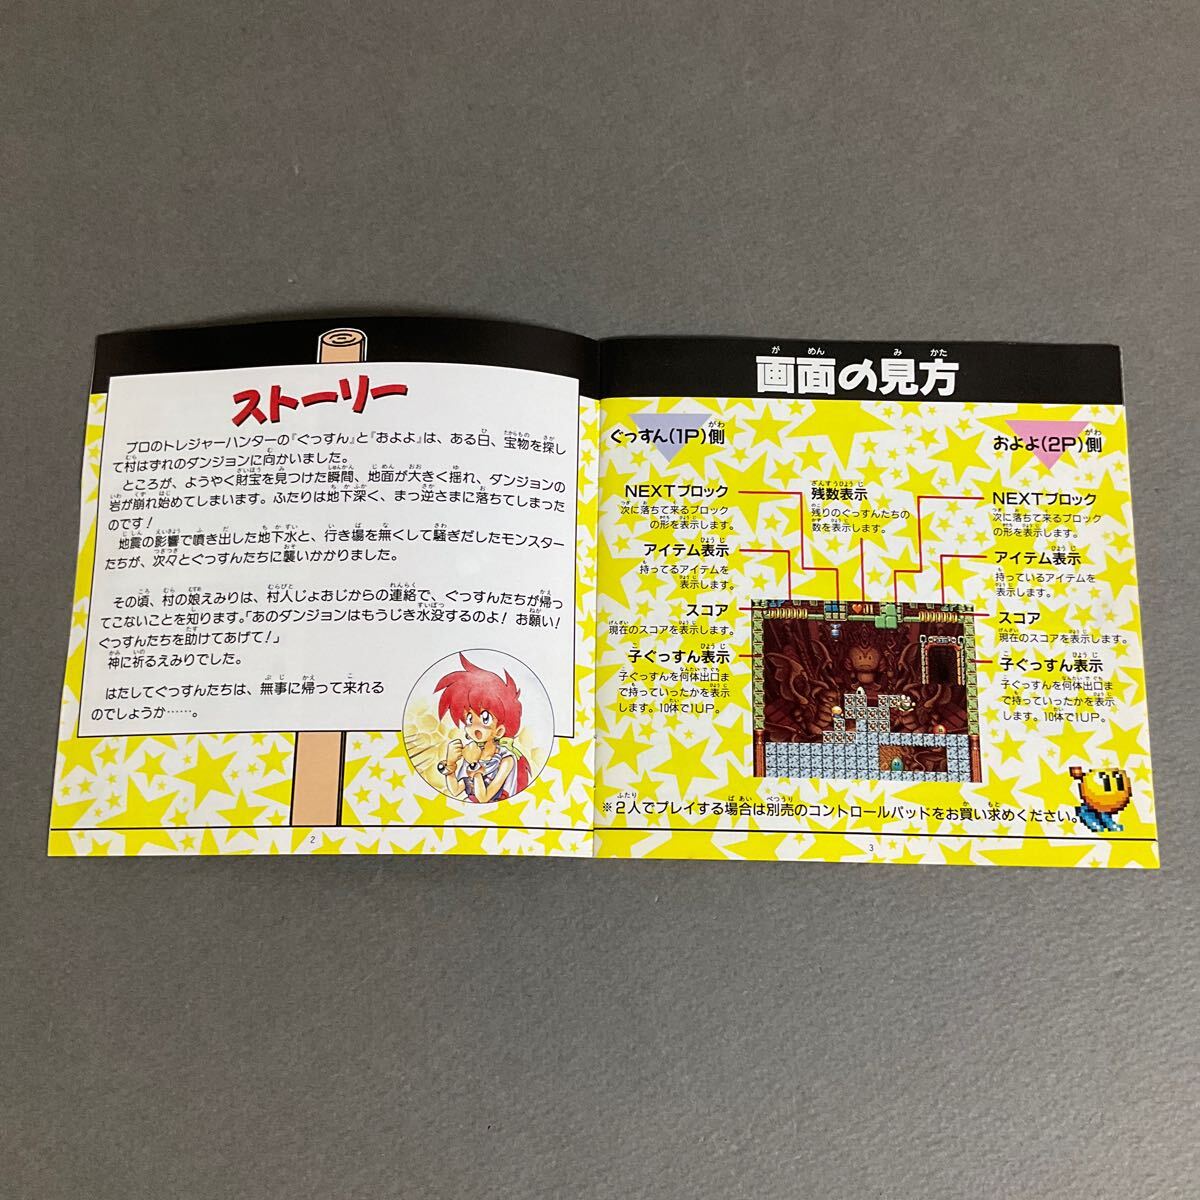 ストーリー
プロのトレジャーハンターの『ぐっすん』と『およよ』は、ある日、宝物を探し
て村はずれのダンジョンに向かいました。
ところが、ようやく財宝を見つけた瞬間、地面が大きく揺れ、ダンジョンの
岩が崩れ始めてしまいます。ふたりは地下深く、まっ逆さまに落ちてしまった
のです！
地震の影響で噴き出した地下水と、行き場を無くして騒ぎだしたモンスター
たちが、次々とぐっすんたちに襲いかかりました。
その頃、村の娘えみりは、村人じょおじからの連絡で、ぐっすんたちが帰っ
てこないことを知ります。「あのダンジョンはもうじき水没するのよ！ お願い！
ぐっすんたちを助けてあげて！」
神に祈るえみりでした。
はたしてぐっすんたちは、無事に帰って来れる
のでしょうか……。
2
画面の見方
ぐっすん(1P)側
NEXTブロック
次に落ちて来るブロック
の形を表示します。
アイテム表示
持ってるアイテムを
表示します。
スコア
現在のスコアを表示します。
子ぐっすん表示
子ぐっすんを何体出口ま
で持っていったかを表示
します。10体で1UP。
残数表示
残りのぐっすんたちの
数を表示します。
およよ(2P)側
NEXTブロック
次に落ちて来るブロック
の形を表示します。
アイテム表示
持っているアイテムを
表示します。
スコア
現在のスコアを表示します。
子ぐっすん表示
子ぐっすんを何体出口ま
で持っていったかを表示
します。10体で1UP。
※2人でプレイする場合は別売のコントロールパッドをお買い求めください。
3